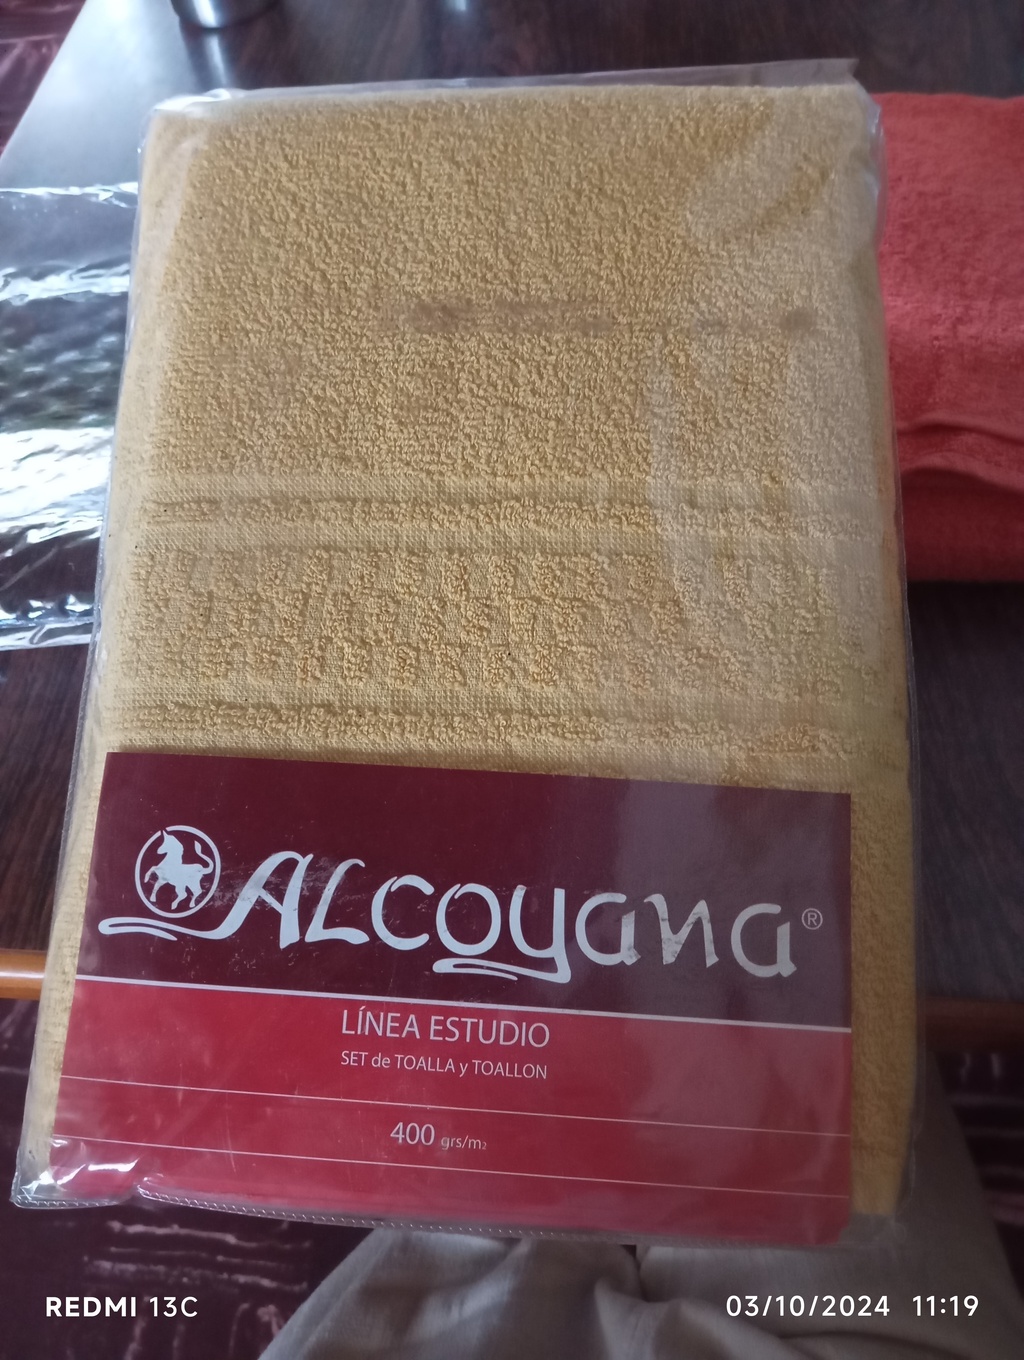 ALCOyana®
LÍNEA ESTUDIO
SET de TOALLA y TOALLON
400 grs/m2
REDMI 13C
03/10/2024 11:19